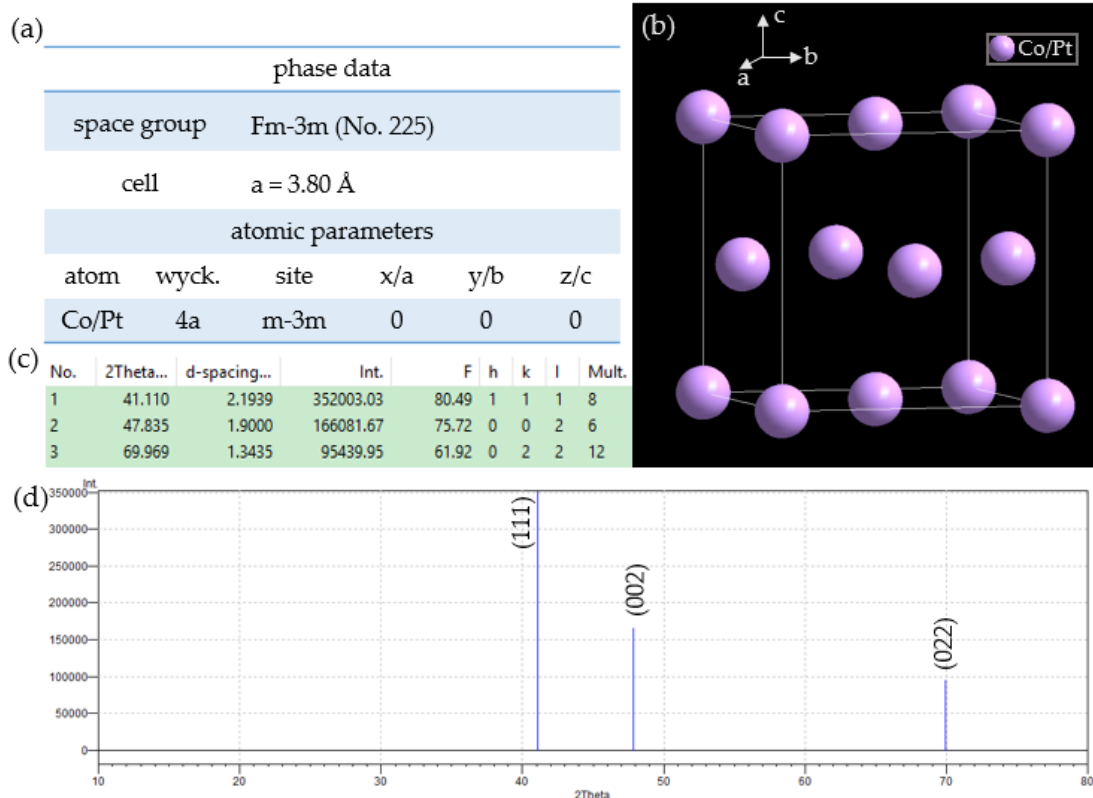 (a)
phase data
space group Fm-3m (No. 225)
cell a = 3.80 Å
atomic parameters
atom wyck. site x/a y/b z/c
Co/Pt 4a m-3m 0 0 0
(b)
c
a
b
Co/Pt
(c)
No. 2Theta... d-spacing... Int. F h k l Mult.
1 41.110 2.1939 352003.03 80.49 1 1 1 8
2 47.835 1.9000 166081.67 75.72 0 0 2 6
3 69.969 1.3435 95439.95 61.92 0 2 2 12
(d)
Int.
350000
300000
250000
200000
150000
100000
50000
0
(111)
(002)
(022)
10 20 30 40 50 60 70 80
2Theta